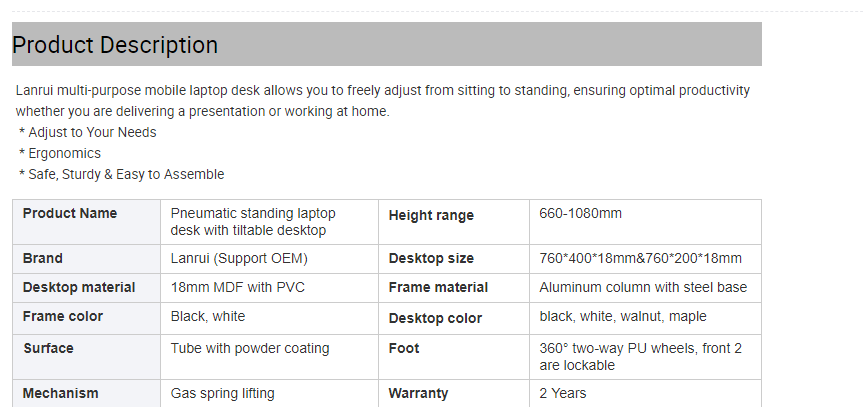 Product Description
Lanrui multi-purpose mobile laptop desk allows you to freely adjust from sitting to standing, ensuring optimal productivity
whether you are delivering a presentation or working at home.
* Adjust to Your Needs
* Ergonomics
* Safe, Sturdy & Easy to Assemble
Product Name Pneumatic standing laptop Height range 660-1080mm
desk with tiltable desktop
Brand Lanrui (Support OEM) Desktop size 760*400*18mm&760*200*18mm
Desktop material 18mm MDF with PVC Frame material Aluminum column with steel base
Frame color Black, white Desktop color black, white, walnut, maple
Surface Tube with powder coating Foot 360° two-way PU wheels, front 2
are lockable
Mechanism Gas spring lifting Warranty 2 Years